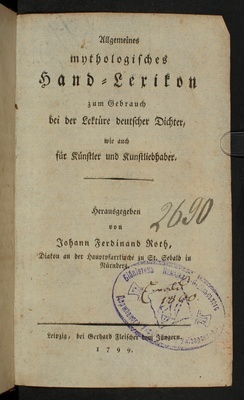 Allgemeines
mythologisches
Hand-Lexikon
zum Gebrauch
bei der Lektüre deutscher Dichter,
wie auch
für Künstler und Kunstliebhaber.
Herausgegeben
von
2690
Johann Ferdinand Roth,
Diakon an der Hauptpfarrkirche zu St. Sebald in
Nürnberg.
Leipzig, bei Gerhard Fleischer dem Jüngern.
1799.